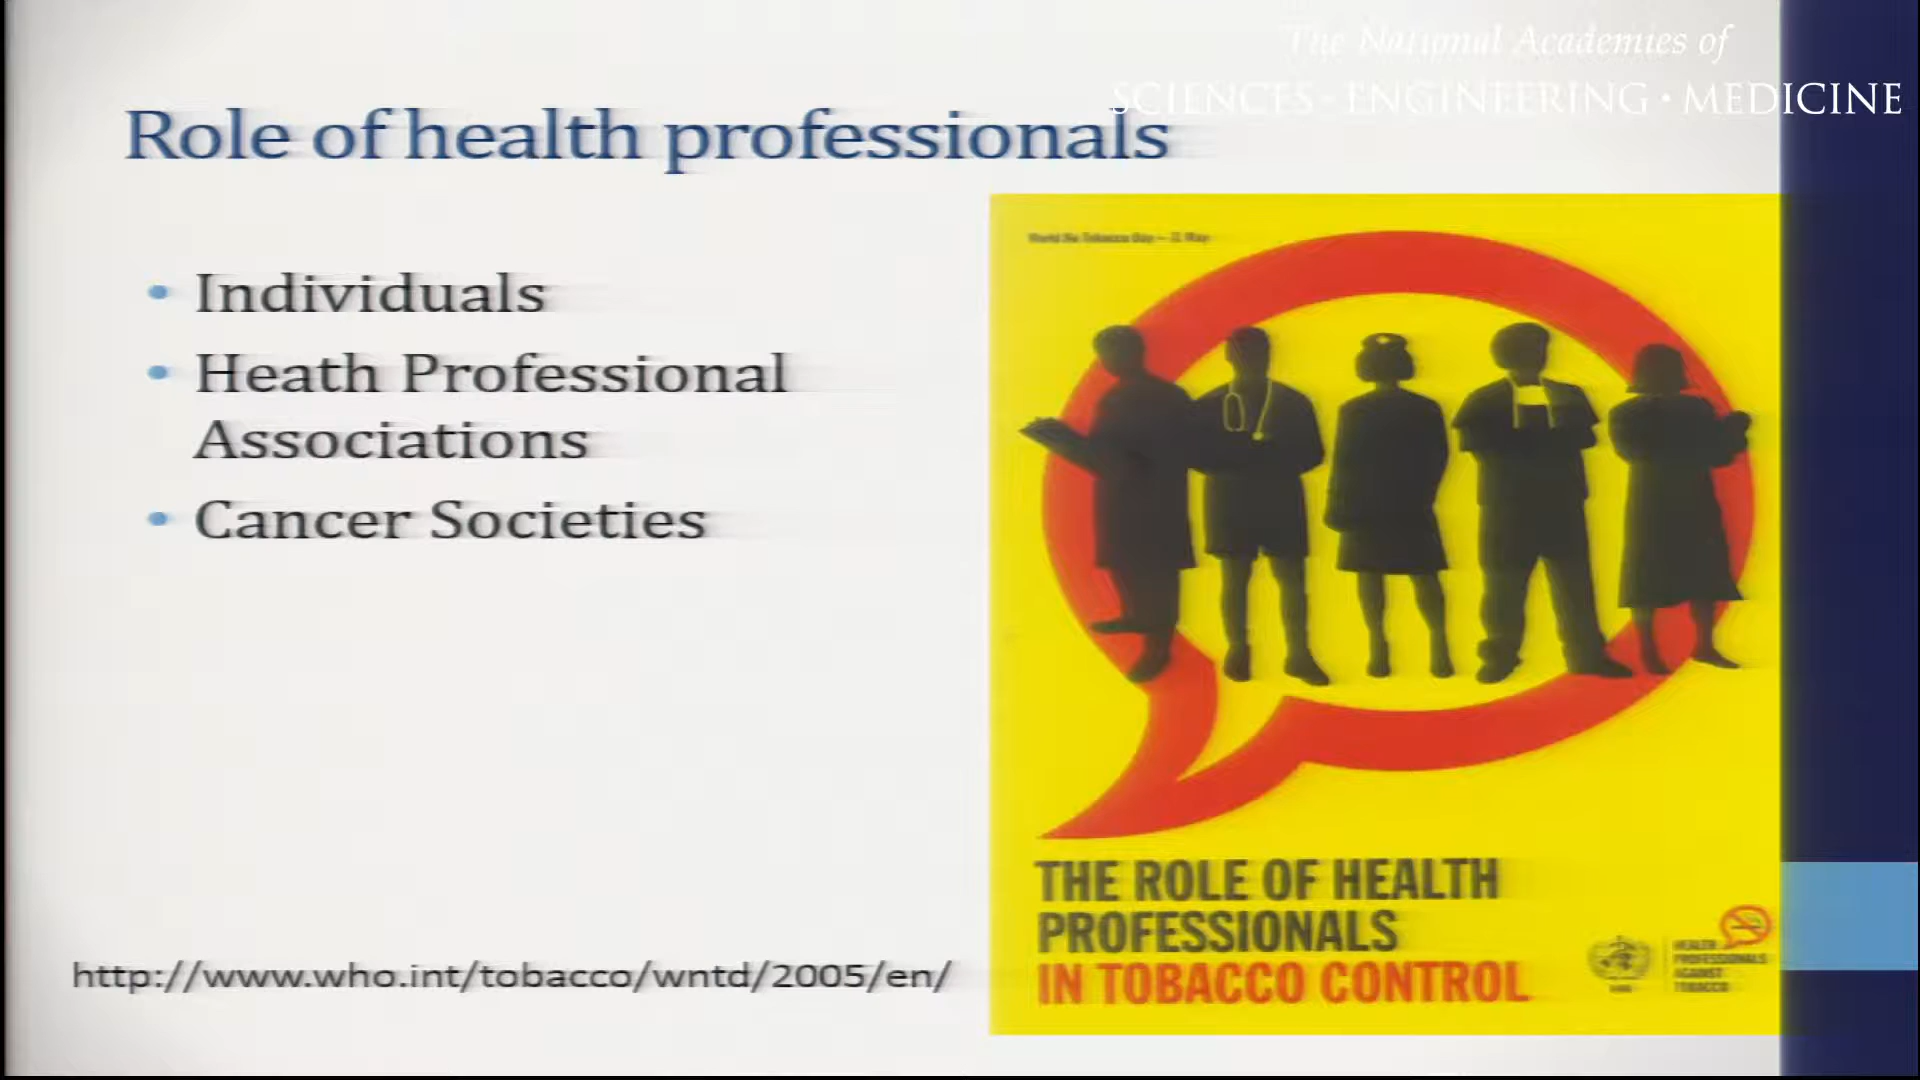 The National Academies of
SCIENCES · ENGINEERING · MEDICINE
Role of health professionals
• Individuals
• Heath Professional
Associations
• Cancer Societies
http://www.who.int/tobacco/wntd/2005/en/
World No Tobacco Day – 31 May
THE ROLE OF HEALTH
PROFESSIONALS
IN TOBACCO CONTROL
HEALTH
PROFESSIONALS
AGAINST
TOBACCO